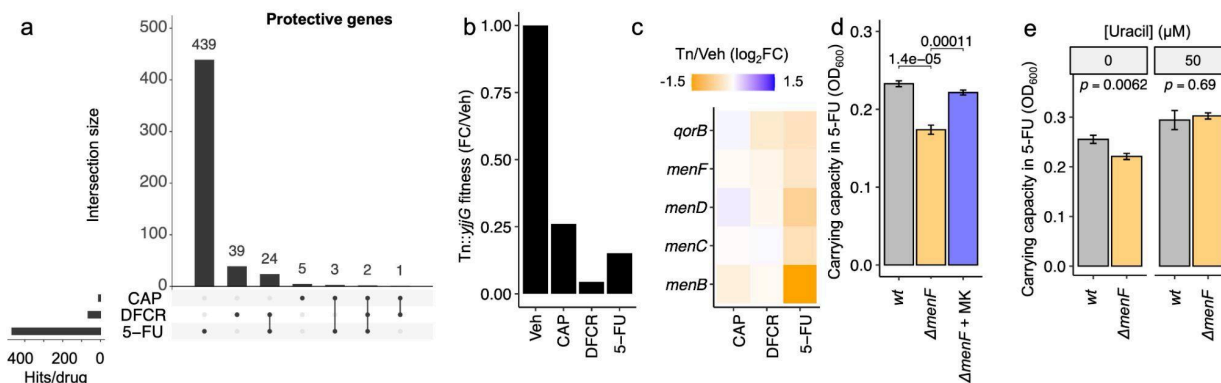 a
Protective genes
Intersection size
500
400
300
200
100
0
439
39
24
5
3
2
1
CAP
DFCR
5−FU
400
200
0
Hits/drug
b
Tn::yjjG fitness (FC/Veh)
1.00
0.75
0.50
0.25
0.00
Veh
CAP
DFCR
5−FU
c
Tn/Veh (log2FC)
-1.5
1.5
qorB
menF
menD
menC
menB
CAP
DFCR
5−FU
d
Carrying capacity in 5-FU (OD600)
0.3
0.2
0.1
0.0
1.4e−05
0.00011
wt
ΔmenF
ΔmenF + MK
e
[Uracil] (µM)
0
50
p = 0.0062
p = 0.69
Carrying capacity in 5-FU (OD600)
0.3
0.2
0.1
0.0
wt
ΔmenF
wt
ΔmenF